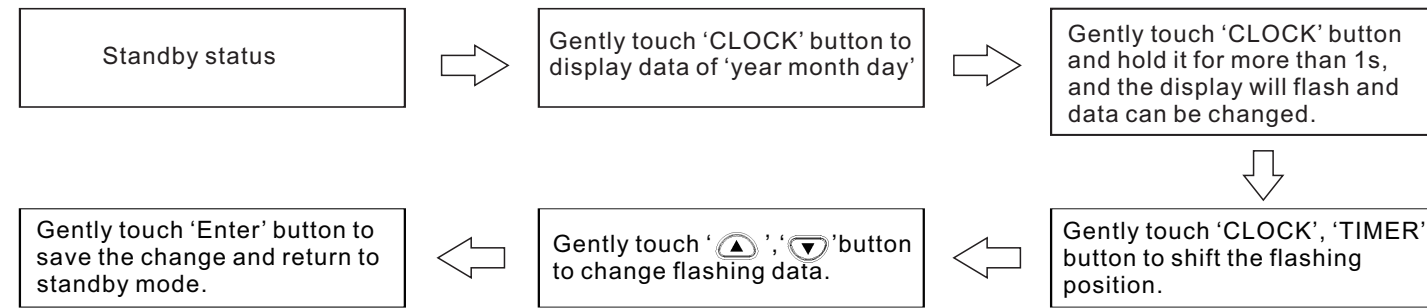 Standby status
Gently touch ‘CLOCK’ button to
display data of ‘year month day’
Gently touch ‘CLOCK’ button
and hold it for more than 1s,
and the display will flash and
data can be changed.
Gently touch ‘CLOCK’, ‘TIMER’
button to shift the flashing
position.
Gently touch ‘▲’,‘▼’button
to change flashing data.
Gently touch ‘Enter’ button to
save the change and return to
standby mode.